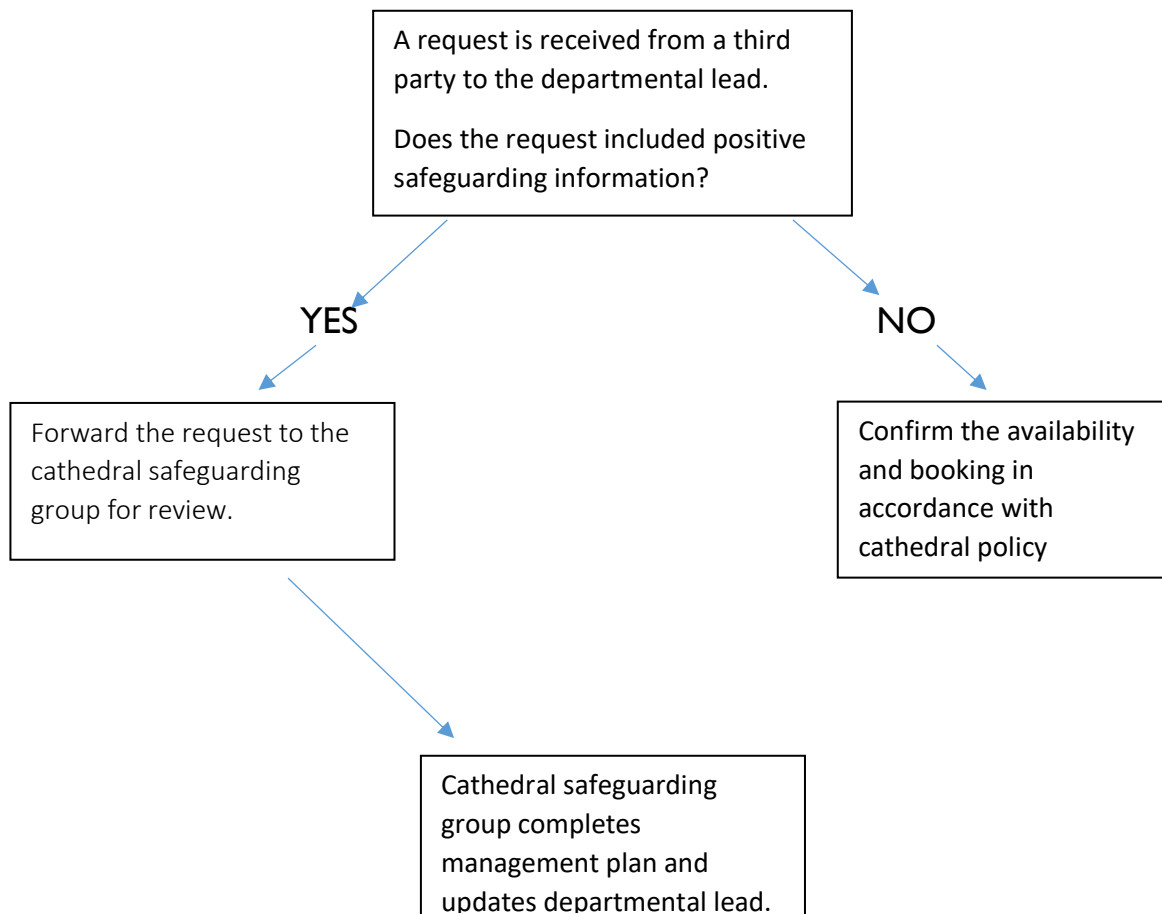 A request is received from a third
party to the departmental lead.
Does the request included positive
safeguarding information?
YES
NO
Forward the request to the
cathedral safeguarding
group for review.
Confirm the availability
and booking in
accordance with
cathedral policy
Cathedral safeguarding
group completes
management plan and
updates departmental lead.